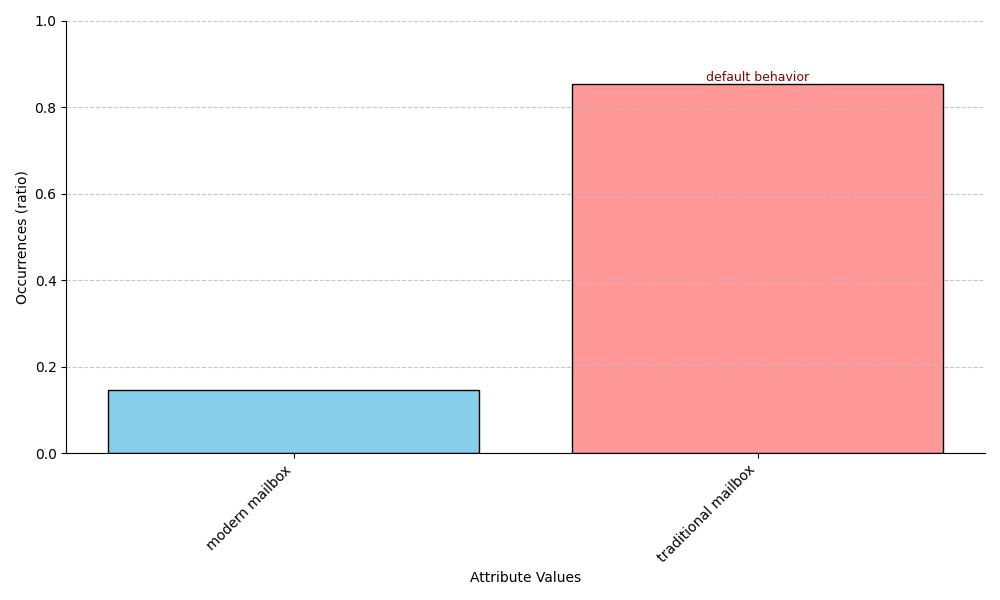 1.0
default behavior
0.8
0.6
0.4
0.2
0.0
Occurrences (ratio)
modern mailbox
traditional mailbox
Attribute Values